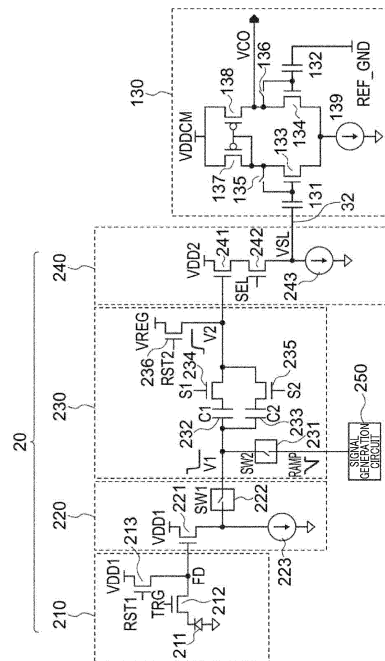 20
210
220
230
240
130
VDD1
213
RST1
TRG
FD
211
212
VDD1
221
SW1
222
223
V1
232
C1
S1
234
236
RST2
VREG
V2
C2
233
S2
235
SW2
231
RAMP
SIGNAL
GENERATION
CIRCUIT
250
VDD2
241
SEL
242
VSL
243
32
131
135
137
VDDCM
138
VCO
136
133
134
132
139
REF_GND